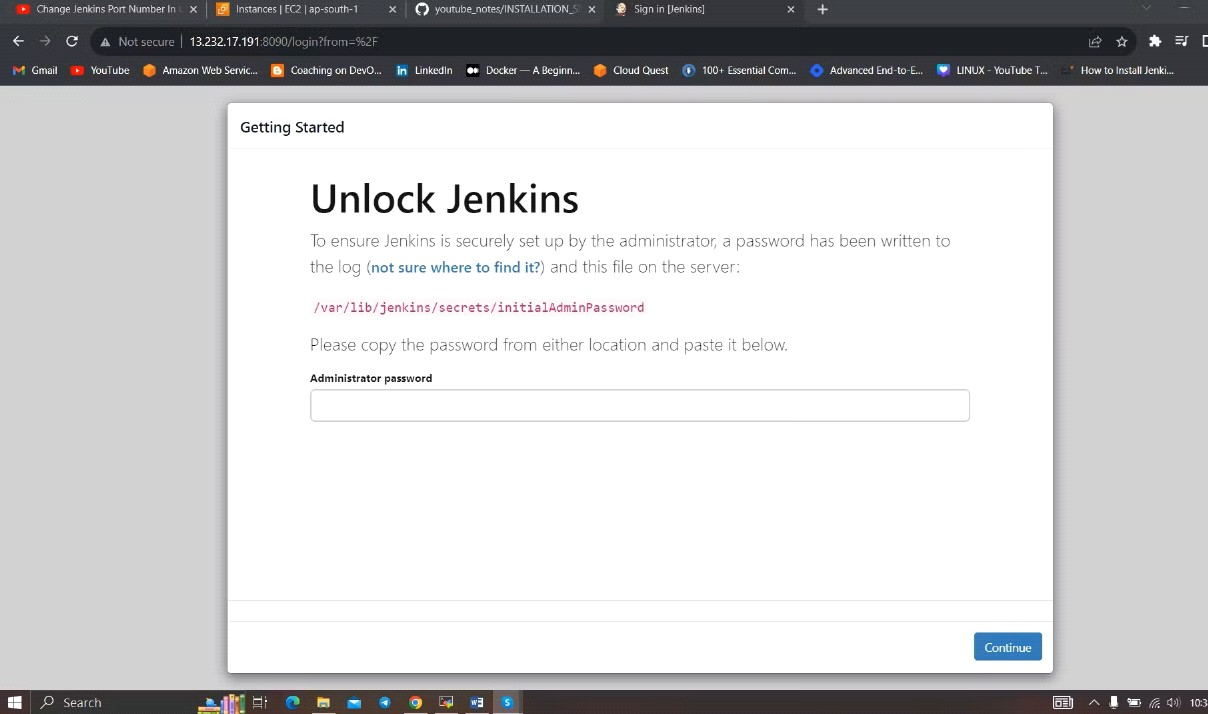 Change Jenkins Port Number In
Instances | EC2 | ap-south-1
youtube_notes/INSTALLATION_S
Sign in [Jenkins]
Not secure
13.232.17.191:8090/login?from=%2F
Gmail
YouTube
Amazon Web Servic...
Coaching on DevO...
LinkedIn
Docker — A Beginn...
Cloud Quest
100+ Essential Com...
Advanced End-to-E...
LINUX - YouTube T...
How to Install Jenki...
Getting Started
Unlock Jenkins
To ensure Jenkins is securely set up by the administrator, a password has been written to
the log (not sure where to find it?) and this file on the server:
/var/lib/jenkins/secrets/initialAdminPassword
Please copy the password from either location and paste it below.
Administrator password
Continue
Search
10:3